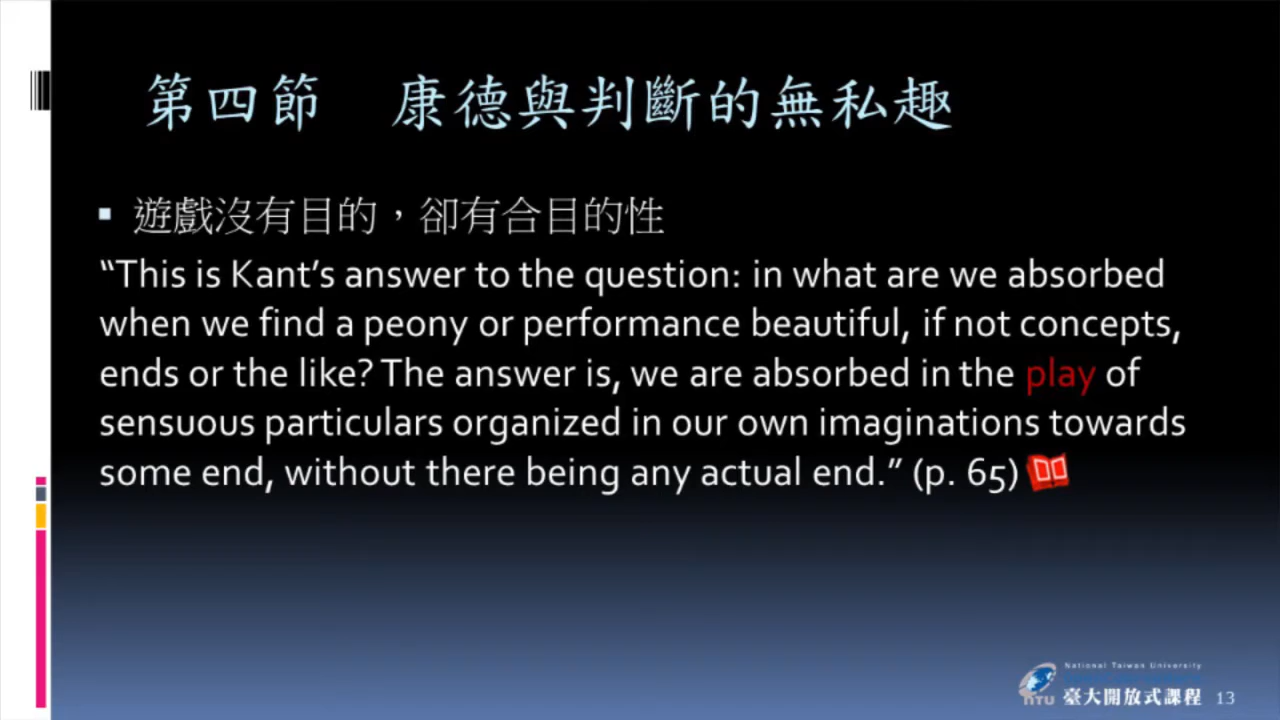 第四節 康德與判斷的無私趣
▪ 遊戲沒有目的，卻有合目的性
“This is Kant’s answer to the question: in what are we absorbed
when we find a peony or performance beautiful, if not concepts,
ends or the like? The answer is, we are absorbed in the play of
sensuous particulars organized in our own imaginations towards
some end, without there being any actual end.” (p. 65)
National Taiwan University
NTU 臺大開放式課程 13